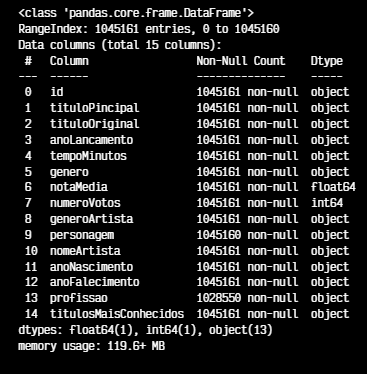 <class 'pandas.core.frame.DataFrame'>
RangeIndex: 1045161 entries, 0 to 1045160
Data columns (total 15 columns):
 #   Column                Non-Null Count    Dtype
---  ------                --------------    -----
 0   id                    1045161 non-null  object
 1   tituloPincipal        1045161 non-null  object
 2   tituloOriginal        1045161 non-null  object
 3   anoLancamento         1045161 non-null  object
 4   tempoMinutos          1045161 non-null  object
 5   genero                1045161 non-null  object
 6   notaMedia             1045161 non-null  float64
 7   numeroVotos           1045161 non-null  int64
 8   generoArtista         1045161 non-null  object
 9   personagem            1045160 non-null  object
 10  nomeArtista           1045161 non-null  object
 11  anoNascimento         1045161 non-null  object
 12  anoFalecimento        1045161 non-null  object
 13  profissao             1028550 non-null  object
 14  titulosMaisConhecidos 1045161 non-null  object
dtypes: float64(1), int64(1), object(13)
memory usage: 119.6+ MB